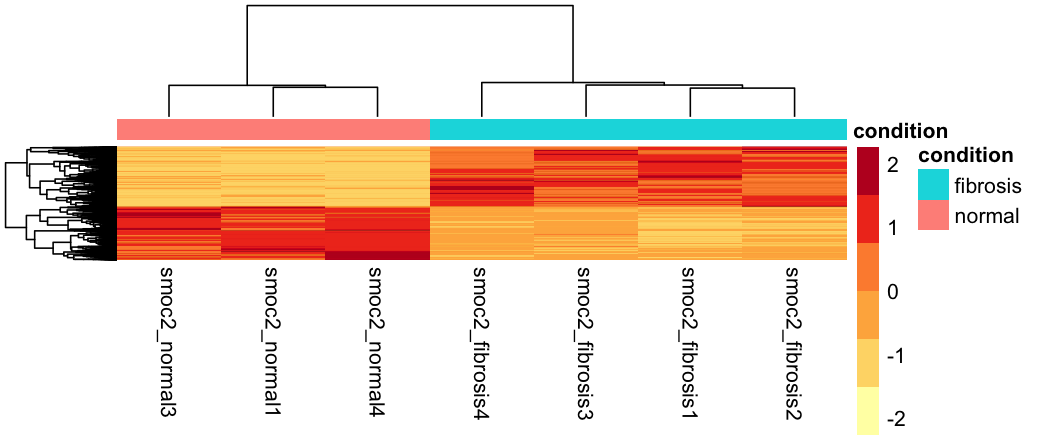 condition
condition
fibrosis
normal
2
1
0
-1
-2
smoc2_normal3
smoc2_normal1
smoc2_normal4
smoc2_fibrosis4
smoc2_fibrosis3
smoc2_fibrosis1
smoc2_fibrosis2